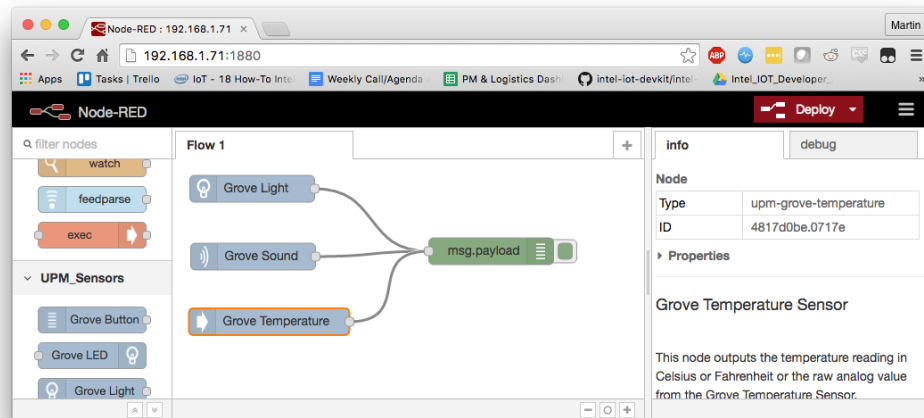 Node-RED : 192.168.1.71
Martin
192.168.1.71:1880
ABP
Apps
Tasks | Trello
IoT - 18 How-To Inte
Weekly Call/Agenda
PM & Logistics Dash
intel-iot-devkit/intel-
Intel_IOT_Developer_
Node-RED
Deploy
filter nodes
watch
feedparse
exec
UPM_Sensors
Grove Button
Grove LED
Grove Light
Flow 1
Grove Light
Grove Sound
Grove Temperature
msg.payload
info
debug
Node
Type upm-grove-temperature
ID 4817d0be.0717e
Properties
Grove Temperature Sensor
This node outputs the temperature reading in
Celsius or Fahrenheit or the raw analog value
from the Grove Temperature Sensor.